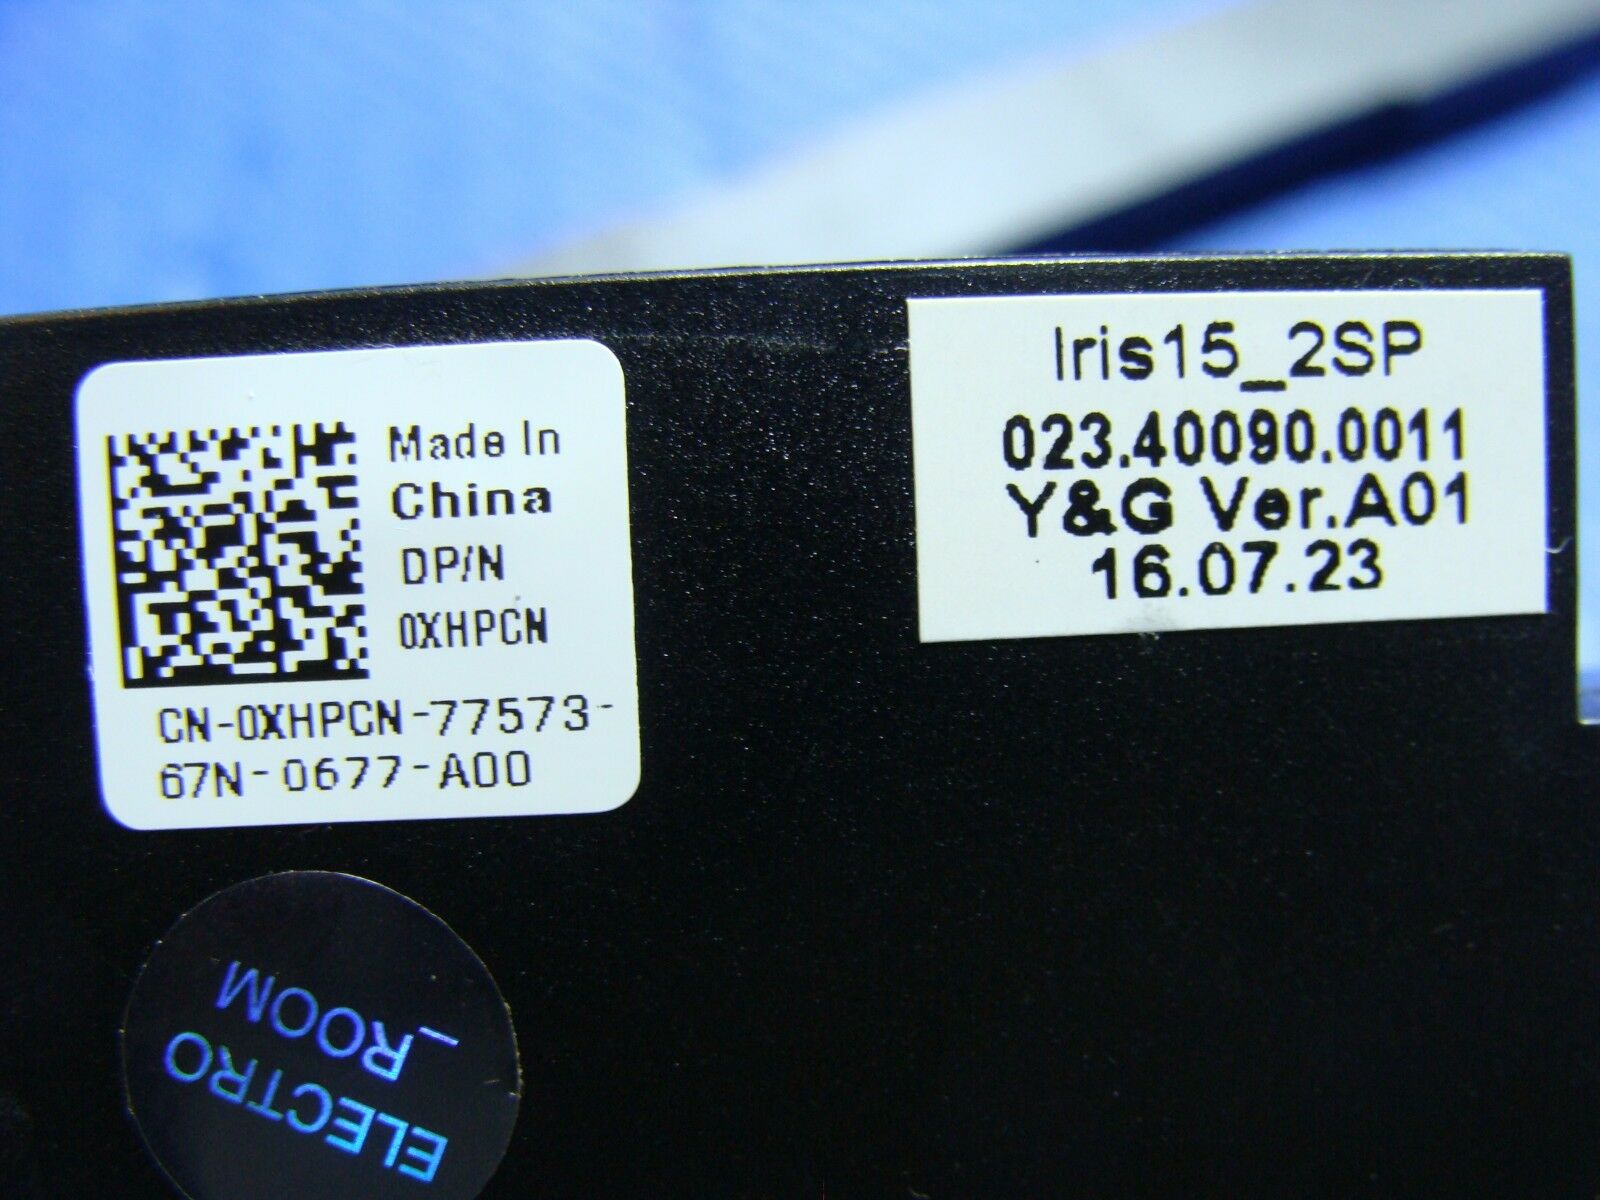 Made In
China
DP/N
0XHPCN
CN-0XHPCN-77573-
67N-0677-A00
Iris15_2SP
023.40090.0011
Y&G Ver.A01
16.07.23
ELECTRO
_ROOM